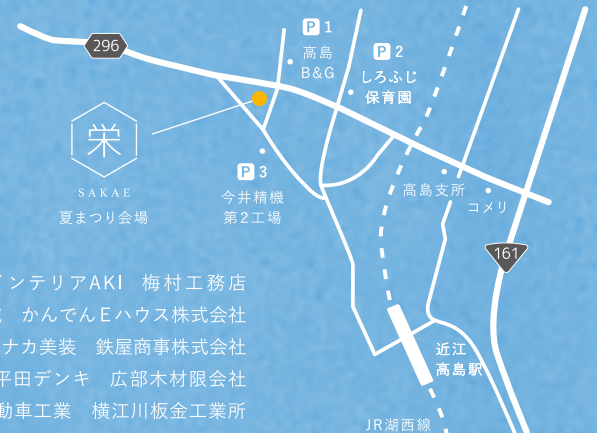 296
P 1
高島
B&G
P 2
しろふじ
保育園
栄
SAKAE
夏まつり会場
P 3
今井精機
第2工場
高島支所
コメリ
161
近江
高島駅
JR湖西線
ンテリアAKI 梅村工務店
かんでんEハウス株式会社
ナカ美装 鉄屋商事株式会社
平田デンキ 広部木材限会社
動車工業 横江川板金工業所